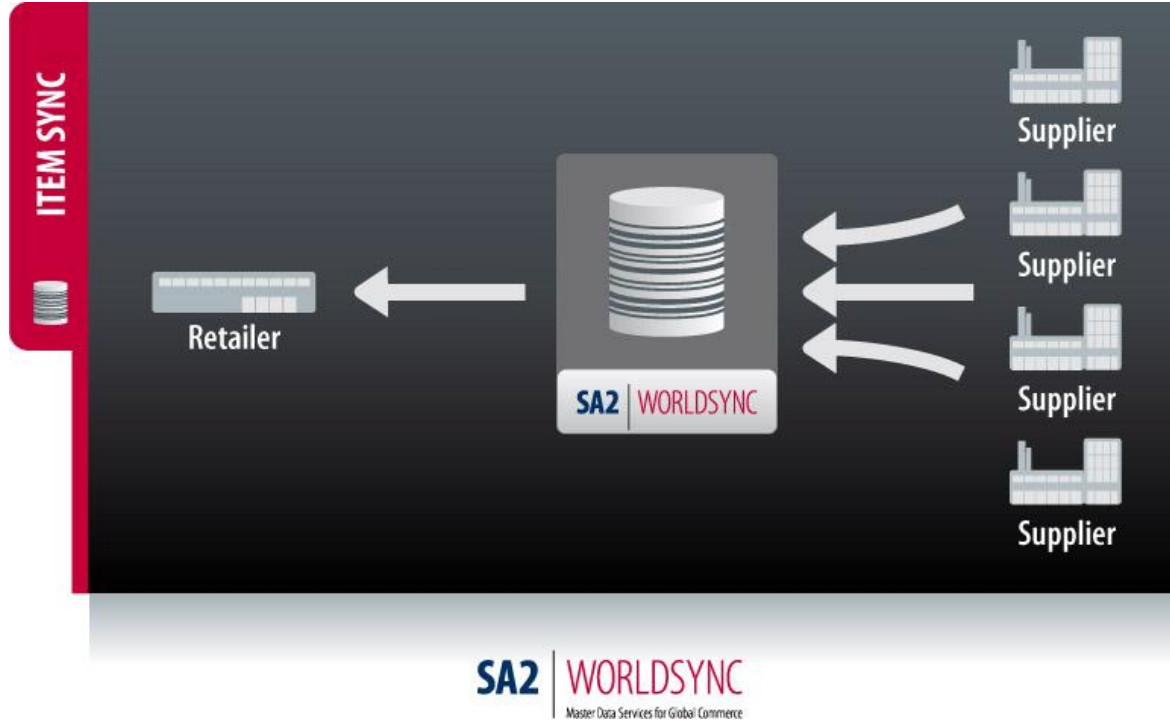 ITEM SYNC
Supplier
Supplier
Retailer
Supplier
SA2 | WORLDSYNC
Supplier
SA2 | WORLDSYNC
Master Data Services for Global Commerce